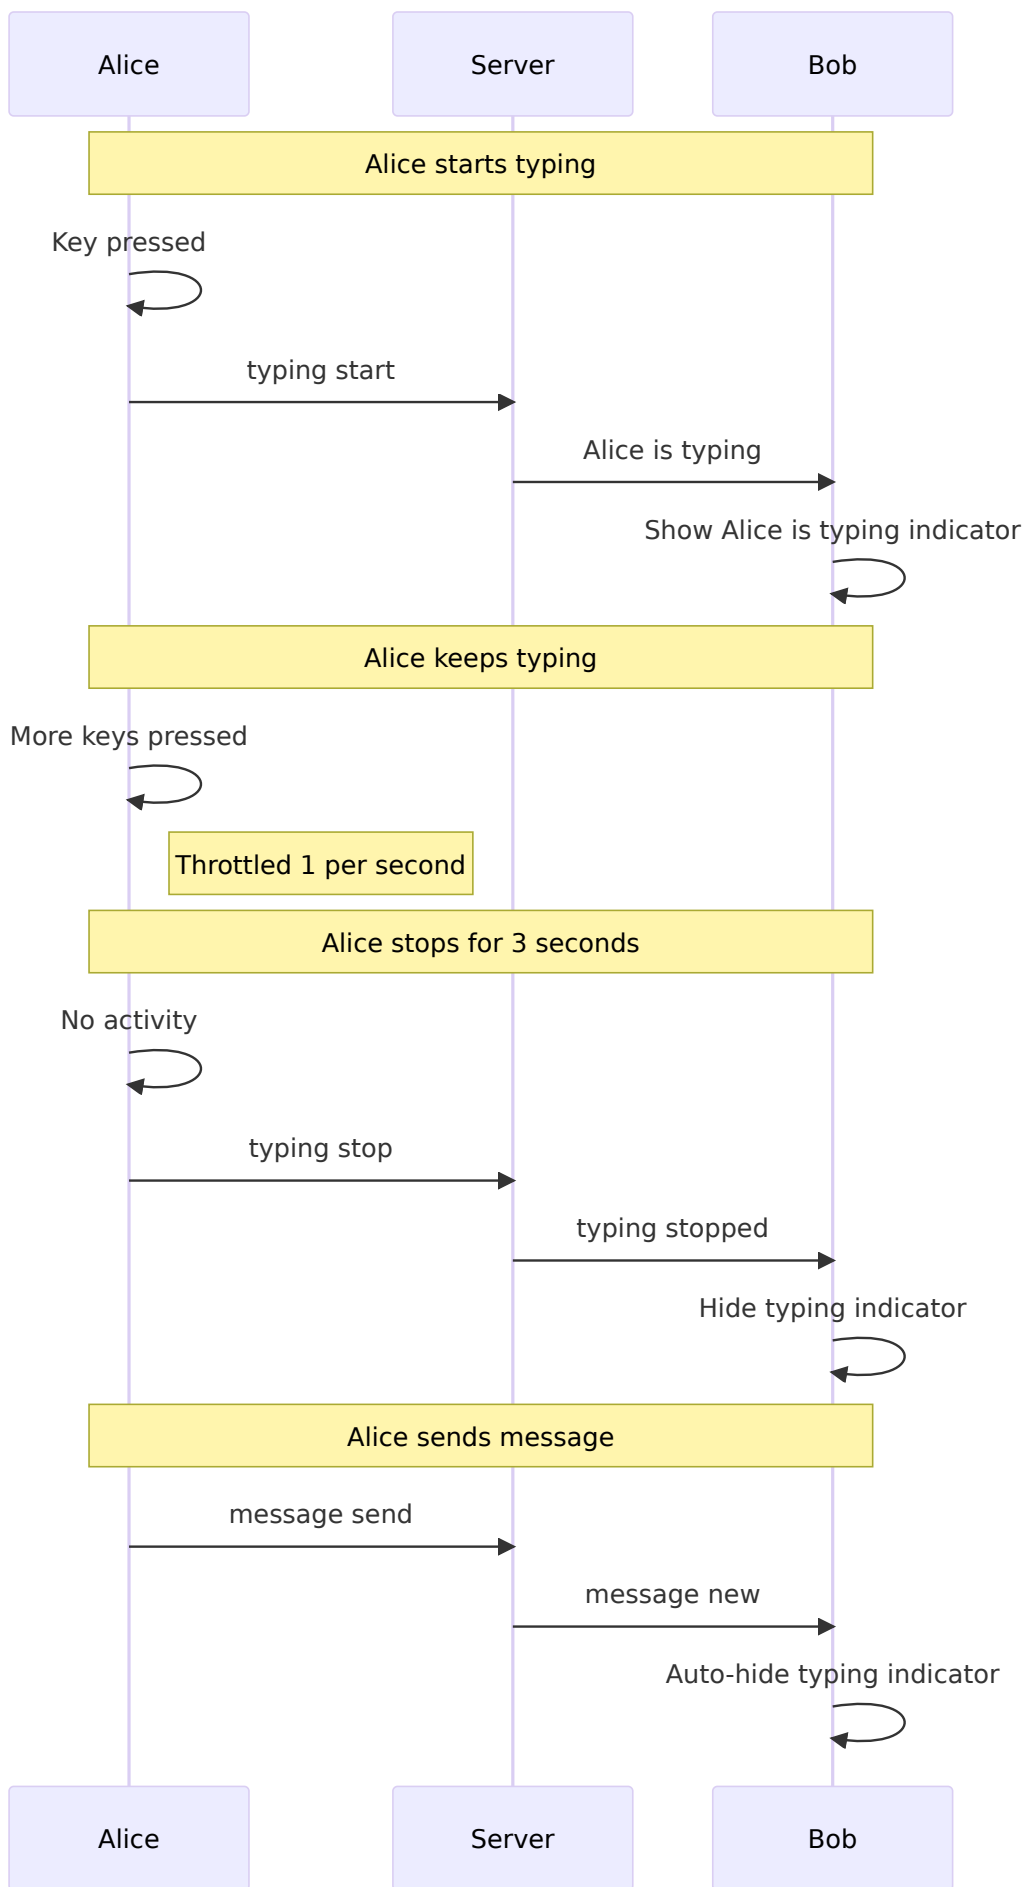 Alice
Server
Bob
Alice starts typing
Key pressed
typing start
Alice is typing
Show Alice is typing indicator
Alice keeps typing
More keys pressed
Throttled 1 per second
Alice stops for 3 seconds
No activity
typing stop
typing stopped
Hide typing indicator
Alice sends message
message send
message new
Auto-hide typing indicator
Alice
Server
Bob